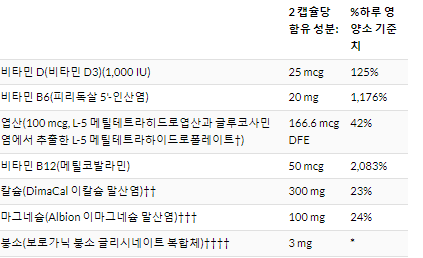 2 캡슐당 함유 성분:
%하루 영양소 기준치
비타민 D(비타민 D3)(1,000 IU) 25 mcg 125%
비타민 B6(피리독살 5'-인산염) 20 mg 1,176%
엽산(100 mcg, L-5 메틸테트라히드로엽산과 글루코사민
염에서 추출한 L-5 메틸테트라하이드로폴레이트†) 166.6 mcg DFE 42%
비타민 B12(메틸코발라민) 50 mcg 2,083%
칼슘(DimaCal 이칼슘 말산염)†† 300 mg 23%
마그네슘(Albion 이마그네슘 말산염)††† 100 mg 24%
붕소(보로가닉 붕소 글리시네이트 복합체)†††† 3 mg *